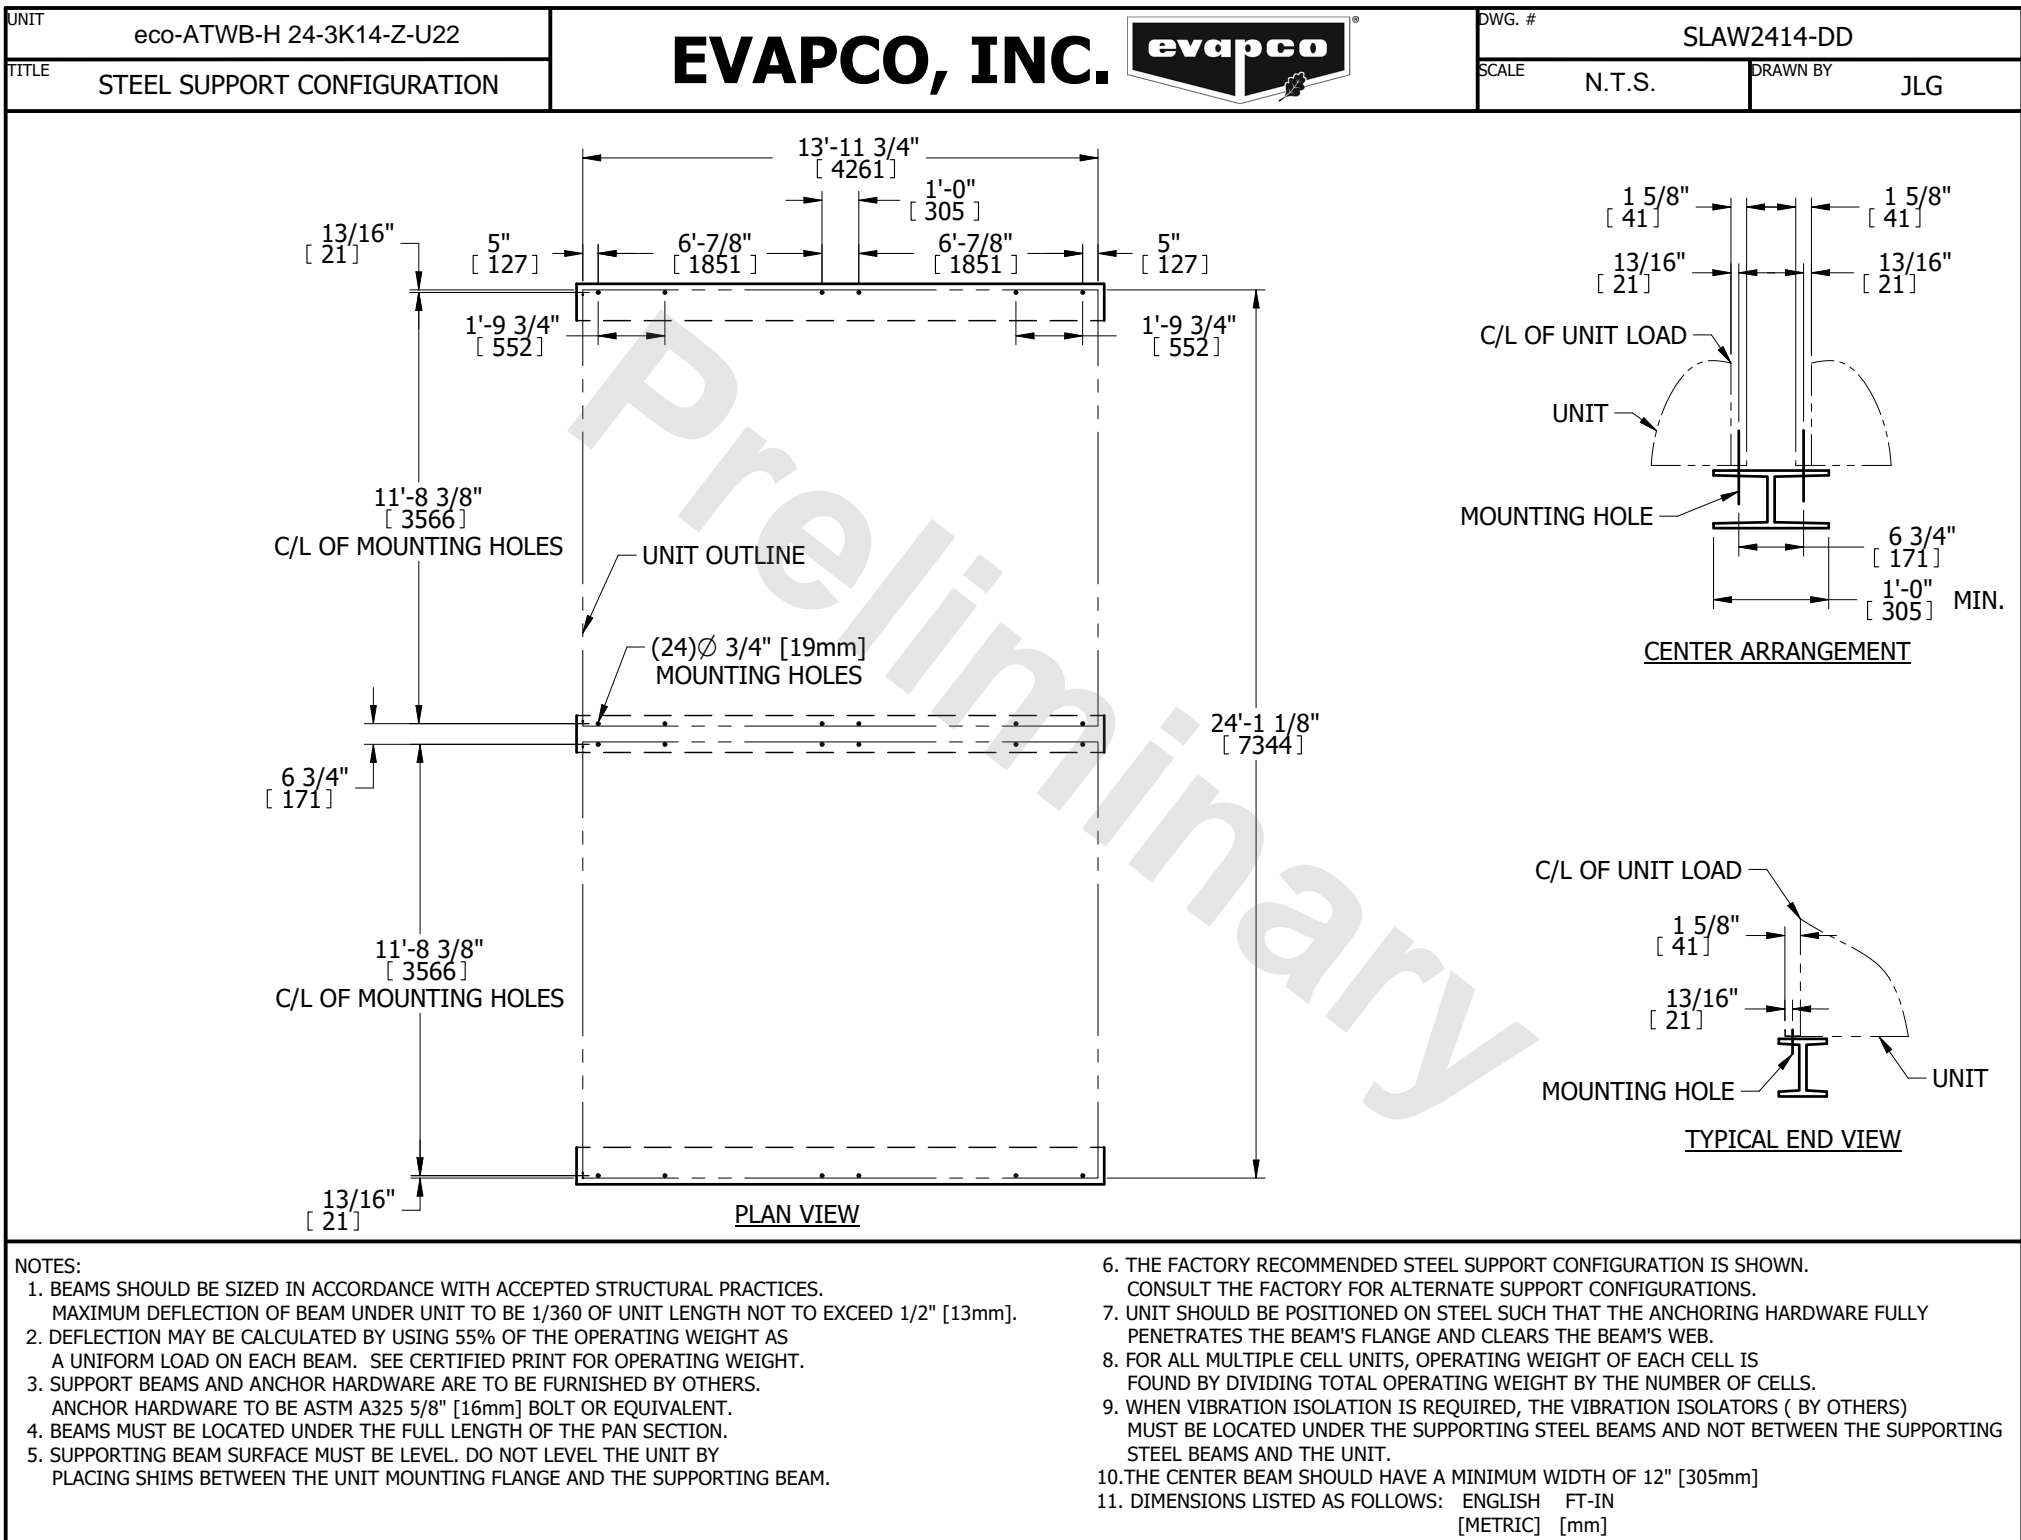 UNIT
eco-ATWB-H 24-3K14-Z-U22
TITLE
STEEL SUPPORT CONFIGURATION
EVAPCO, INC.
evapco
®
DWG. #
SLAW2414-DD
SCALE
N.T.S.
DRAWN BY
JLG
13'-11 3/4"
[ 4261]
1'-0"
[ 305 ]
13/16"
[ 21]
5"
[ 127]
6'-7/8"
[ 1851 ]
6'-7/8"
[ 1851 ]
5"
[ 127]
1'-9 3/4"
[ 552]
1'-9 3/4"
[ 552]
11'-8 3/8"
[ 3566]
C/L OF MOUNTING HOLES
UNIT OUTLINE
(24)∅ 3/4" [19mm]
MOUNTING HOLES
6 3/4"
[ 171]
24'-1 1/8"
[ 7344]
11'-8 3/8"
[ 3566]
C/L OF MOUNTING HOLES
13/16"
[ 21]
PLAN VIEW
Preliminary
1 5/8"
[ 41]
1 5/8"
[ 41]
13/16"
[ 21]
13/16"
[ 21]
C/L OF UNIT LOAD
UNIT
MOUNTING HOLE
6 3/4"
[ 171]
1'-0"
[ 305] MIN.
CENTER ARRANGEMENT
C/L OF UNIT LOAD
1 5/8"
[ 41]
13/16"
[ 21]
MOUNTING HOLE
UNIT
TYPICAL END VIEW
NOTES:
1. BEAMS SHOULD BE SIZED IN ACCORDANCE WITH ACCEPTED STRUCTURAL PRACTICES.
MAXIMUM DEFLECTION OF BEAM UNDER UNIT TO BE 1/360 OF UNIT LENGTH NOT TO EXCEED 1/2" [13mm].
2. DEFLECTION MAY BE CALCULATED BY USING 55% OF THE OPERATING WEIGHT AS
A UNIFORM LOAD ON EACH BEAM. SEE CERTIFIED PRINT FOR OPERATING WEIGHT.
3. SUPPORT BEAMS AND ANCHOR HARDWARE ARE TO BE FURNISHED BY OTHERS.
ANCHOR HARDWARE TO BE ASTM A325 5/8" [16mm] BOLT OR EQUIVALENT.
4. BEAMS MUST BE LOCATED UNDER THE FULL LENGTH OF THE PAN SECTION.
5. SUPPORTING BEAM SURFACE MUST BE LEVEL. DO NOT LEVEL THE UNIT BY
PLACING SHIMS BETWEEN THE UNIT MOUNTING FLANGE AND THE SUPPORTING BEAM.
6. THE FACTORY RECOMMENDED STEEL SUPPORT CONFIGURATION IS SHOWN.
CONSULT THE FACTORY FOR ALTERNATE SUPPORT CONFIGURATIONS.
7. UNIT SHOULD BE POSITIONED ON STEEL SUCH THAT THE ANCHORING HARDWARE FULLY
PENETRATES THE BEAM'S FLANGE AND CLEARS THE BEAM'S WEB.
8. FOR ALL MULTIPLE CELL UNITS, OPERATING WEIGHT OF EACH CELL IS
FOUND BY DIVIDING TOTAL OPERATING WEIGHT BY THE NUMBER OF CELLS.
9. WHEN VIBRATION ISOLATION IS REQUIRED, THE VIBRATION ISOLATORS ( BY OTHERS)
MUST BE LOCATED UNDER THE SUPPORTING STEEL BEAMS AND NOT BETWEEN THE SUPPORTING
STEEL BEAMS AND THE UNIT.
10.THE CENTER BEAM SHOULD HAVE A MINIMUM WIDTH OF 12" [305mm]
11. DIMENSIONS LISTED AS FOLLOWS: ENGLISH FT-IN
[METRIC] [mm]